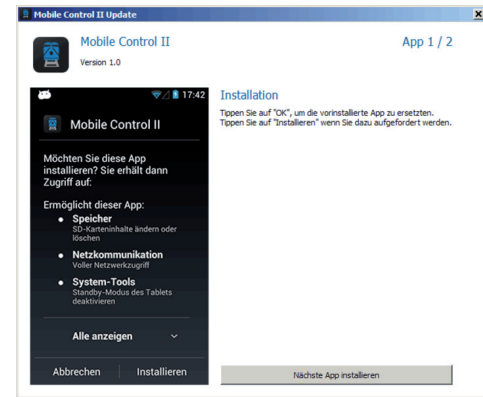 Mobile Control II Update
Mobile Control II
App 1 / 2
Version 1.0
17:42
Mobile Control II
Möchten Sie diese App
installieren? Sie erhält dann
Zugriff auf:
Ermöglicht dieser App:
Speicher
SD-Karteninhalte ändern oder
löschen
Netzkommunikation
Voller Netzwerkzugriff
System-Tools
Standby-Modus des Tablets
deaktivieren
Alle anzeigen
Abbrechen
Installieren
Installation
Tippen Sie auf "OK", um die vorinstallierte App zu ersetzten.
Tippen Sie auf "Installieren" wenn Sie dazu aufgefordert werden.
Nächste App installieren